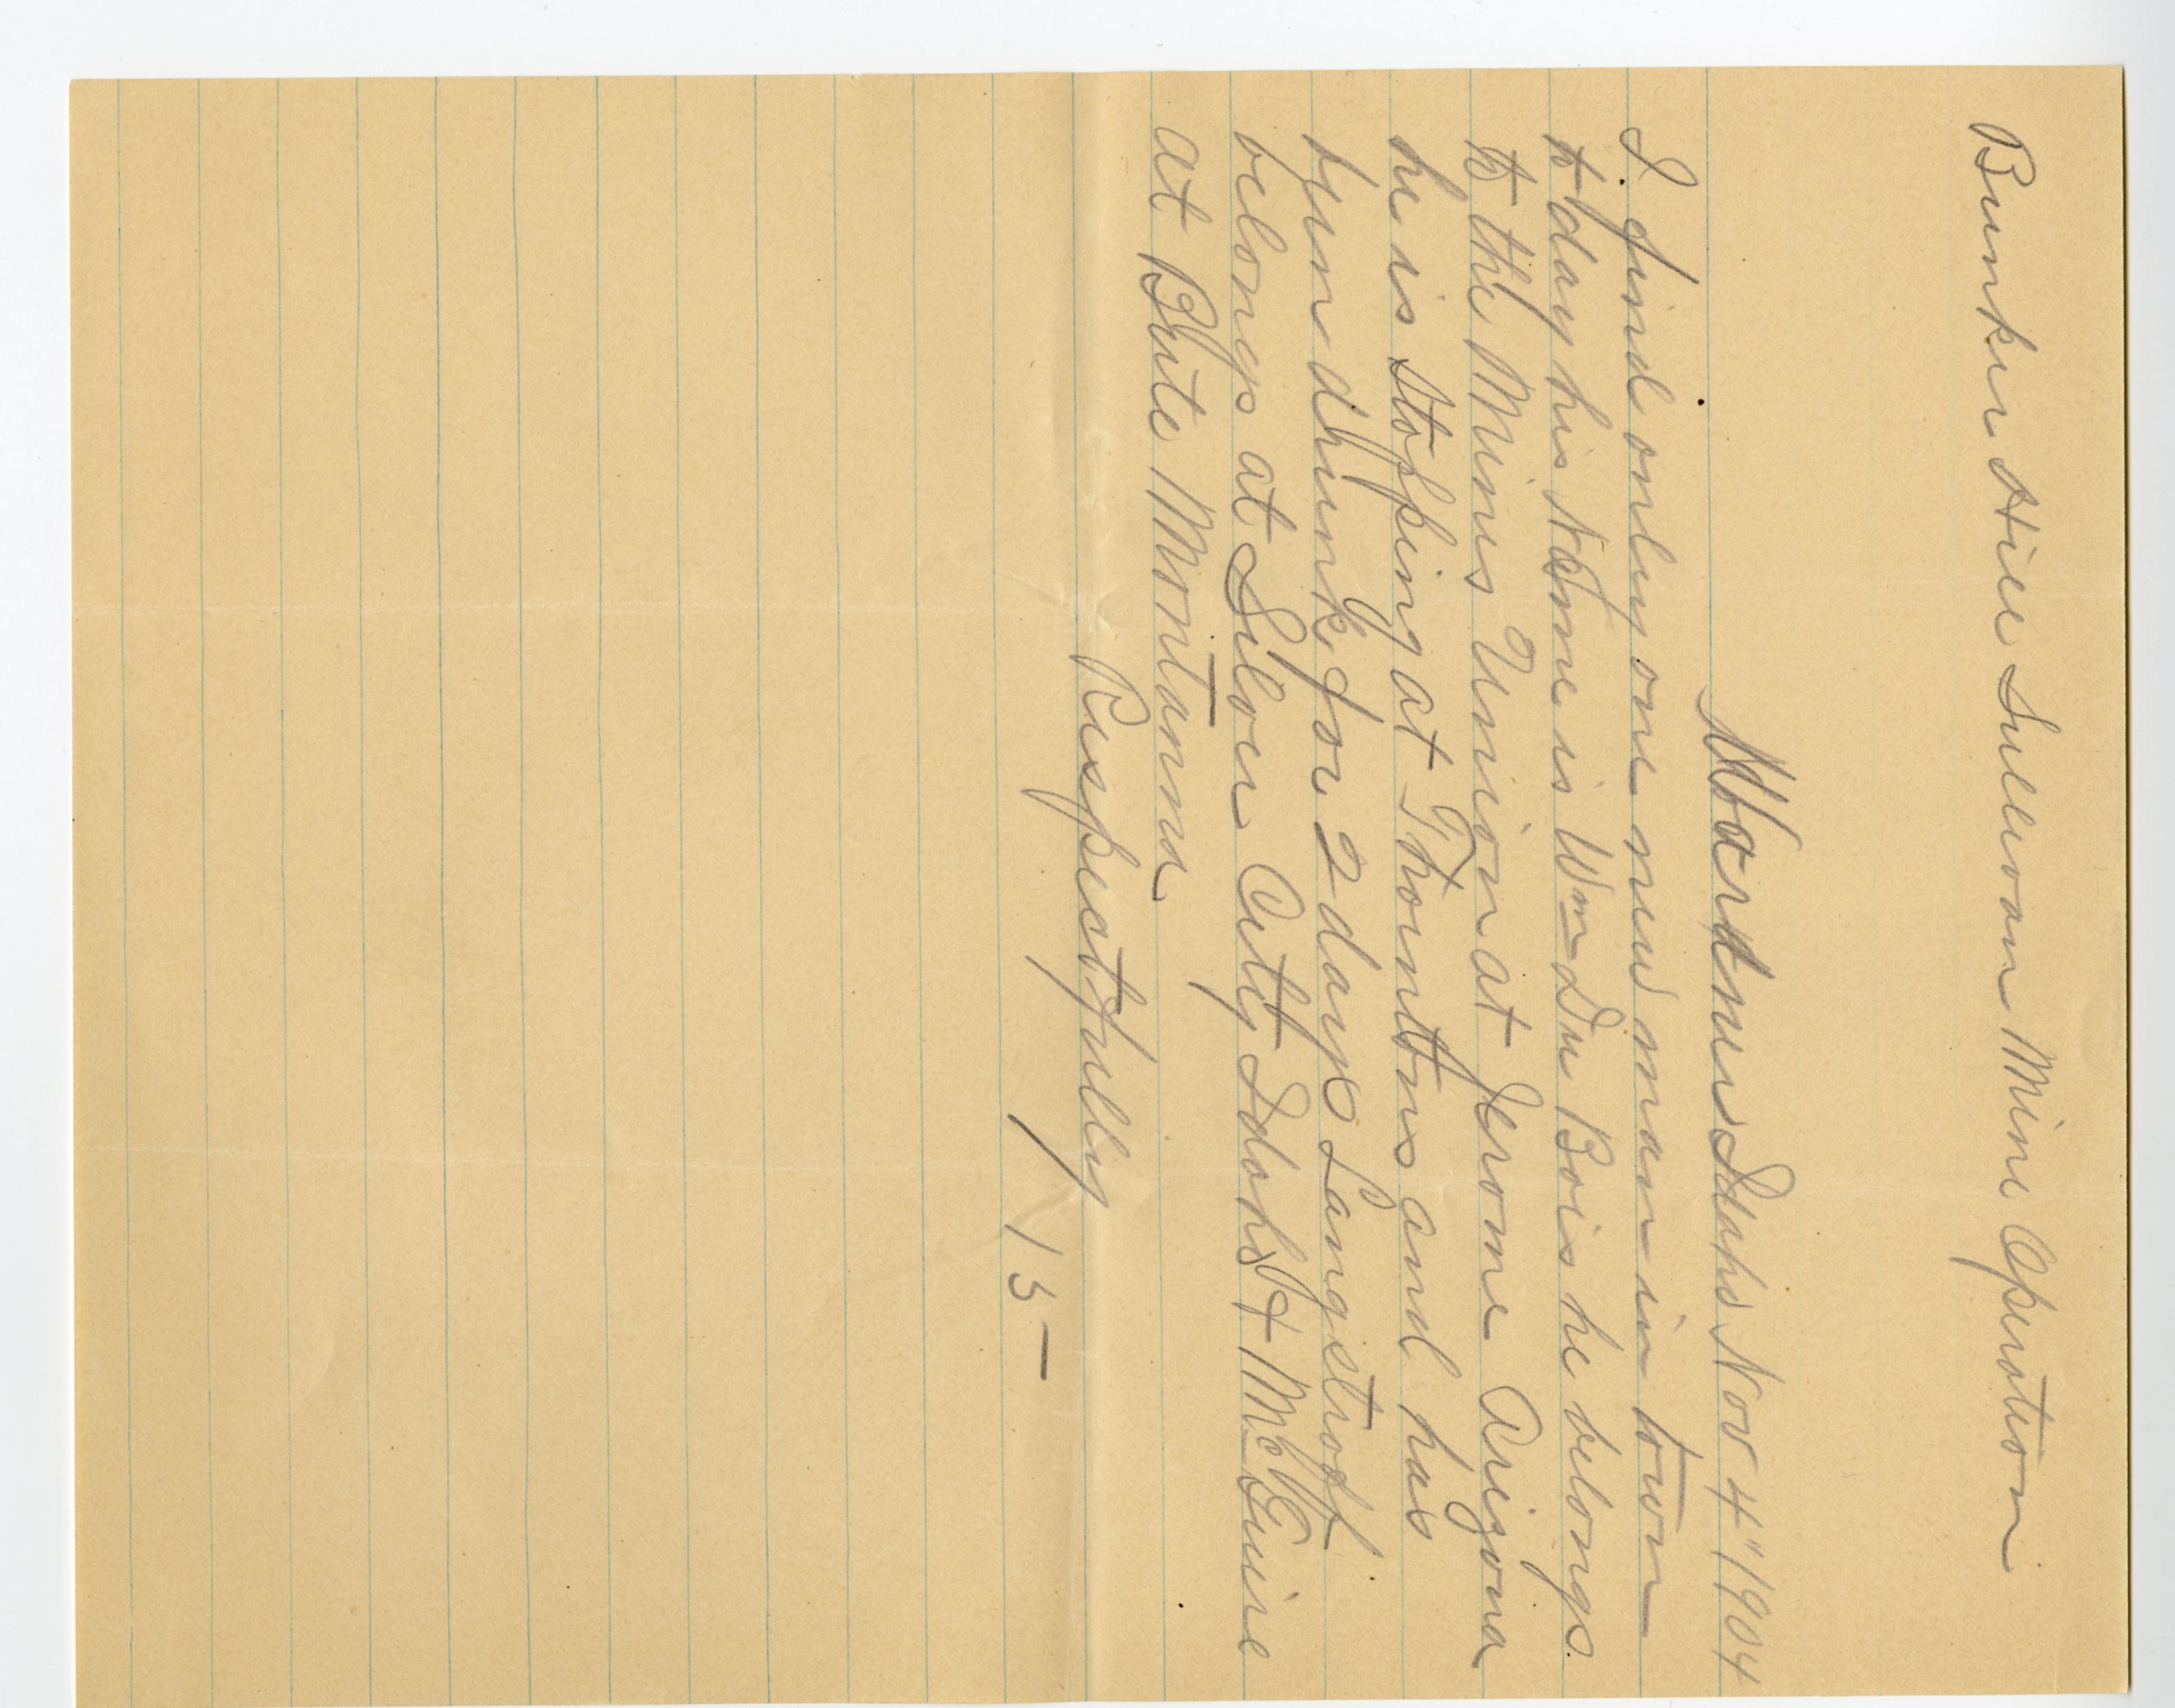 Bunker Hill Sullivan Mine Operation
Wardner Idaho Nov 4" 1904
I find only one new man in town
to day his Name is Wm Du Bois he belongs
to the Miners Union at Jerome Arizona
he is Stopping at Thorntons and has
bin drunk for 2 days Langstroff
belongs at Silver City Idaho & McGuire
at Bute Montanna
Respectfully
15